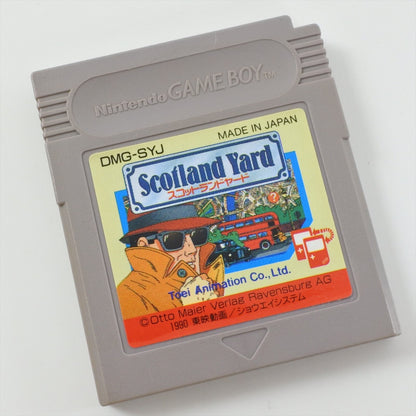 Nintendo GAME BOY™
DMG-SYJ MADE IN JAPAN
Scotland Yard
スコットランドヤード
Toei Animation Co., Ltd.
©Otto Maier Verlag Ravensburg AG
1990 東映動画／ショウエイシステム